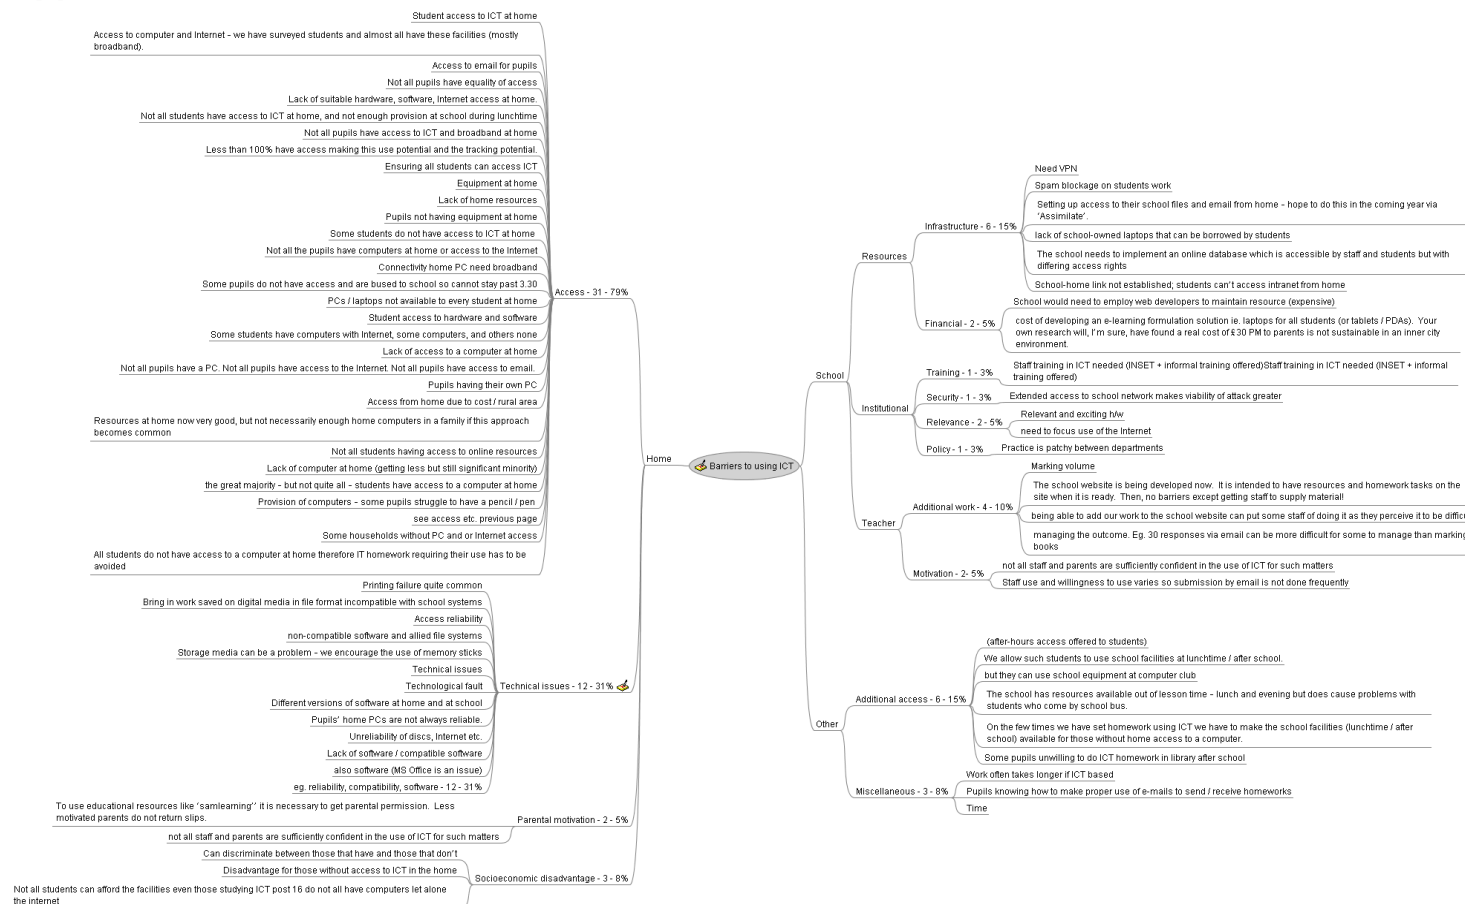 Student access to ICT at home
Access to computer and Internet - we have surveyed students and almost all have these facilities (mostly
broadband).
Access to email for pupils
Not all pupils have equality of access
Lack of suitable hardware, software, Internet access at home.
Not all students have access to ICT at home, and not enough provision at school during lunchtime
Not all pupils have access to ICT and broadband at home
Less than 100% have access making this use potential and the tracking potential.
Ensuring all students can access ICT
Equipment at home
Lack of home resources
Pupils not having equipment at home
Some students do not have access to ICT at home
Not all the pupils have computers at home or access to the Internet
Connectivity home PC need broadband
Some pupils do not have access and are bused to school so cannot stay past 3.30
PCs / laptops not available to every student at home
Student access to hardware and software
Some students have computers with Internet, some computers, and others none
Lack of access to a computer at home
Not all pupils have a PC. Not all pupils have access to the Internet. Not all pupils have access to email.
Pupils having their own PC
Access from home due to cost / rural area
Resources at home now very good, but not necessarily enough home computers in a family if this approach
becomes common
Not all students having access to online resources
Lack of computer at home (getting less but still significant minority)
the great majority - but not quite all - students have access to a computer at home
Provision of computers - some pupils struggle to have a pencil / pen
see access etc. previous page
Some households without PC and or Internet access
All students do not have access to a computer at home therefore IT homework requiring their use has to be
avoided
Access - 31 - 79%
Printing failure quite common
Bring in work saved on digital media in file format incompatible with school systems
Access reliability
non-compatible software and allied file systems
Storage media can be a problem - we encourage the use of memory sticks
Technical issues
Technological fault
Different versions of software at home and at school
Pupils' home PCs are not always reliable.
Unreliability of discs, Internet etc.
Lack of software / compatible software
also software (MS Office is an issue)
eg. reliability, compatibility, software - 12 - 31%
Technical issues - 12 - 31%
To use educational resources like 'samlearning'' it is necessary to get parental permission. Less
motivated parents do not return slips.
not all staff and parents are sufficiently confident in the use of ICT for such matters
Parental motivation - 2 - 5%
Can discriminate between those that have and those that don't
Disadvantage for those without access to ICT in the home
Not all students can afford the facilities even those studying ICT post 16 do not all have computers let alone
the internet
Socioeconomic disadvantage - 3 - 8%
Home
Barriers to using ICT
School
Resources
Infrastructure - 6 - 15%
Need VPN
Spam blockage on students work
Setting up access to their school files and email from home - hope to do this in the coming year via
'Assimilate'.
lack of school-owned laptops that can be borrowed by students
The school needs to implement an online database which is accessible by staff and students but with
differing access rights
School-home link not established; students can't access intranet from home
Financial - 2 - 5%
School would need to employ web developers to maintain resource (expensive)
cost of developing an e-learning formulation solution ie. laptops for all students (or tablets / PDAs). Your
own research will, I'm sure, have found a real cost of £30 PM to parents is not sustainable in an inner city
environment.
Institutional
Training - 1 - 3%
Staff training in ICT needed (INSET + informal training offered)Staff training in ICT needed (INSET + informal
training offered)
Security - 1 - 3%
Extended access to school network makes viability of attack greater
Relevance - 2 - 5%
Relevant and exciting h/w
need to focus use of the Internet
Policy - 1 - 3%
Practice is patchy between departments
Teacher
Additional work - 4 - 10%
Marking volume
The school website is being developed now. It is intended to have resources and homework tasks on the
site when it is ready. Then, no barriers except getting staff to supply material!
being able to add our work to the school website can put some staff of doing it as they perceive it to be difficu
managing the outcome. Eg. 30 responses via email can be more difficult for some to manage than marking
books
Motivation - 2- 5%
not all staff and parents are sufficiently confident in the use of ICT for such matters
Staff use and willingness to use varies so submission by email is not done frequently
Other
Additional access - 6 - 15%
(after-hours access offered to students)
We allow such students to use school facilities at lunchtime / after school.
but they can use school equipment at computer club
The school has resources available out of lesson time - lunch and evening but does cause problems with
students who come by school bus.
On the few times we have set homework using ICT we have to make the school facilities (lunchtime / after
school) available for those without home access to a computer.
Some pupils unwilling to do ICT homework in library after school
Miscellaneous - 3 - 8%
Work often takes longer if ICT based
Pupils knowing how to make proper use of e-mails to send / receive homeworks
Time